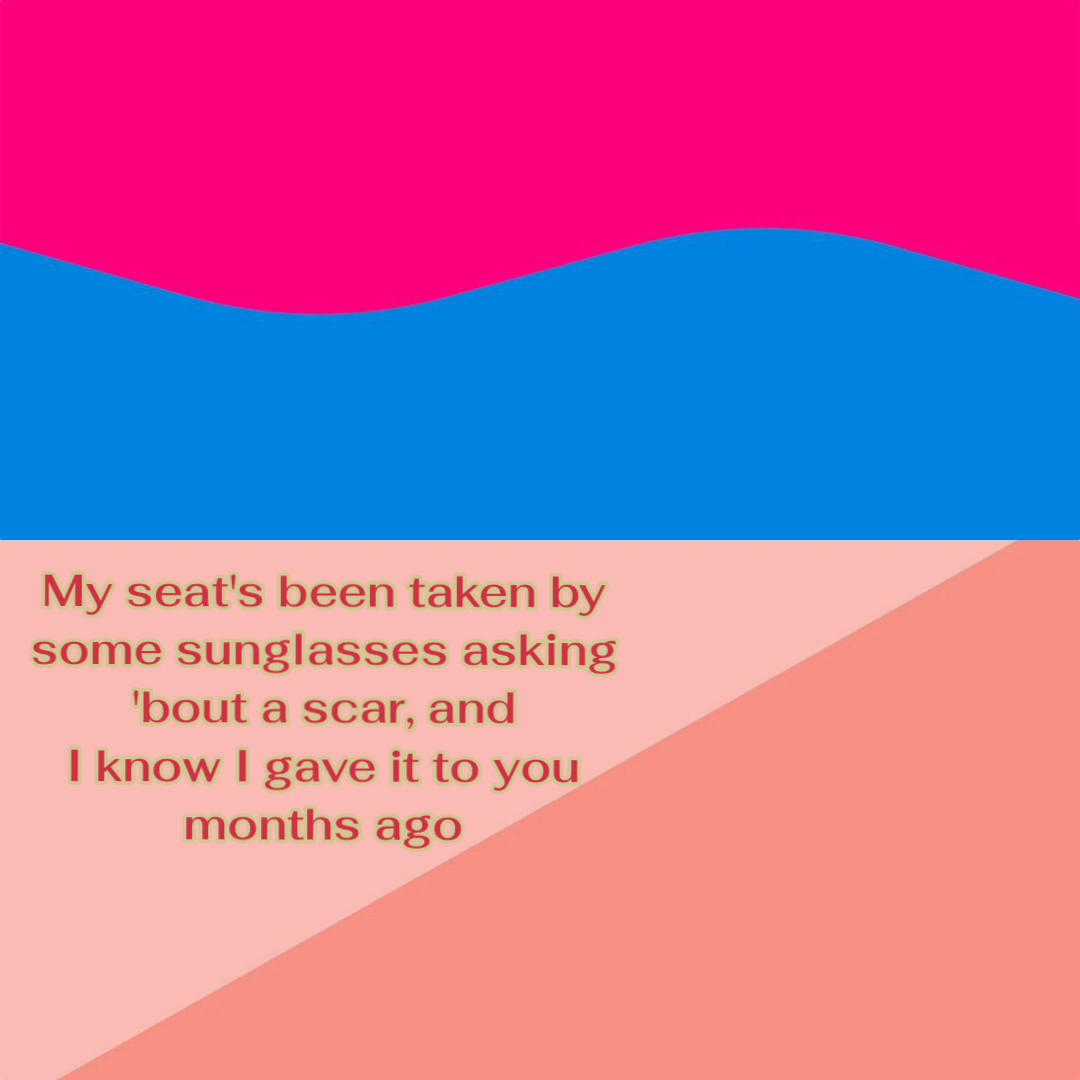 My seat's been taken by
some sunglasses asking
'bout a scar, and
I know I gave it to you
months ago